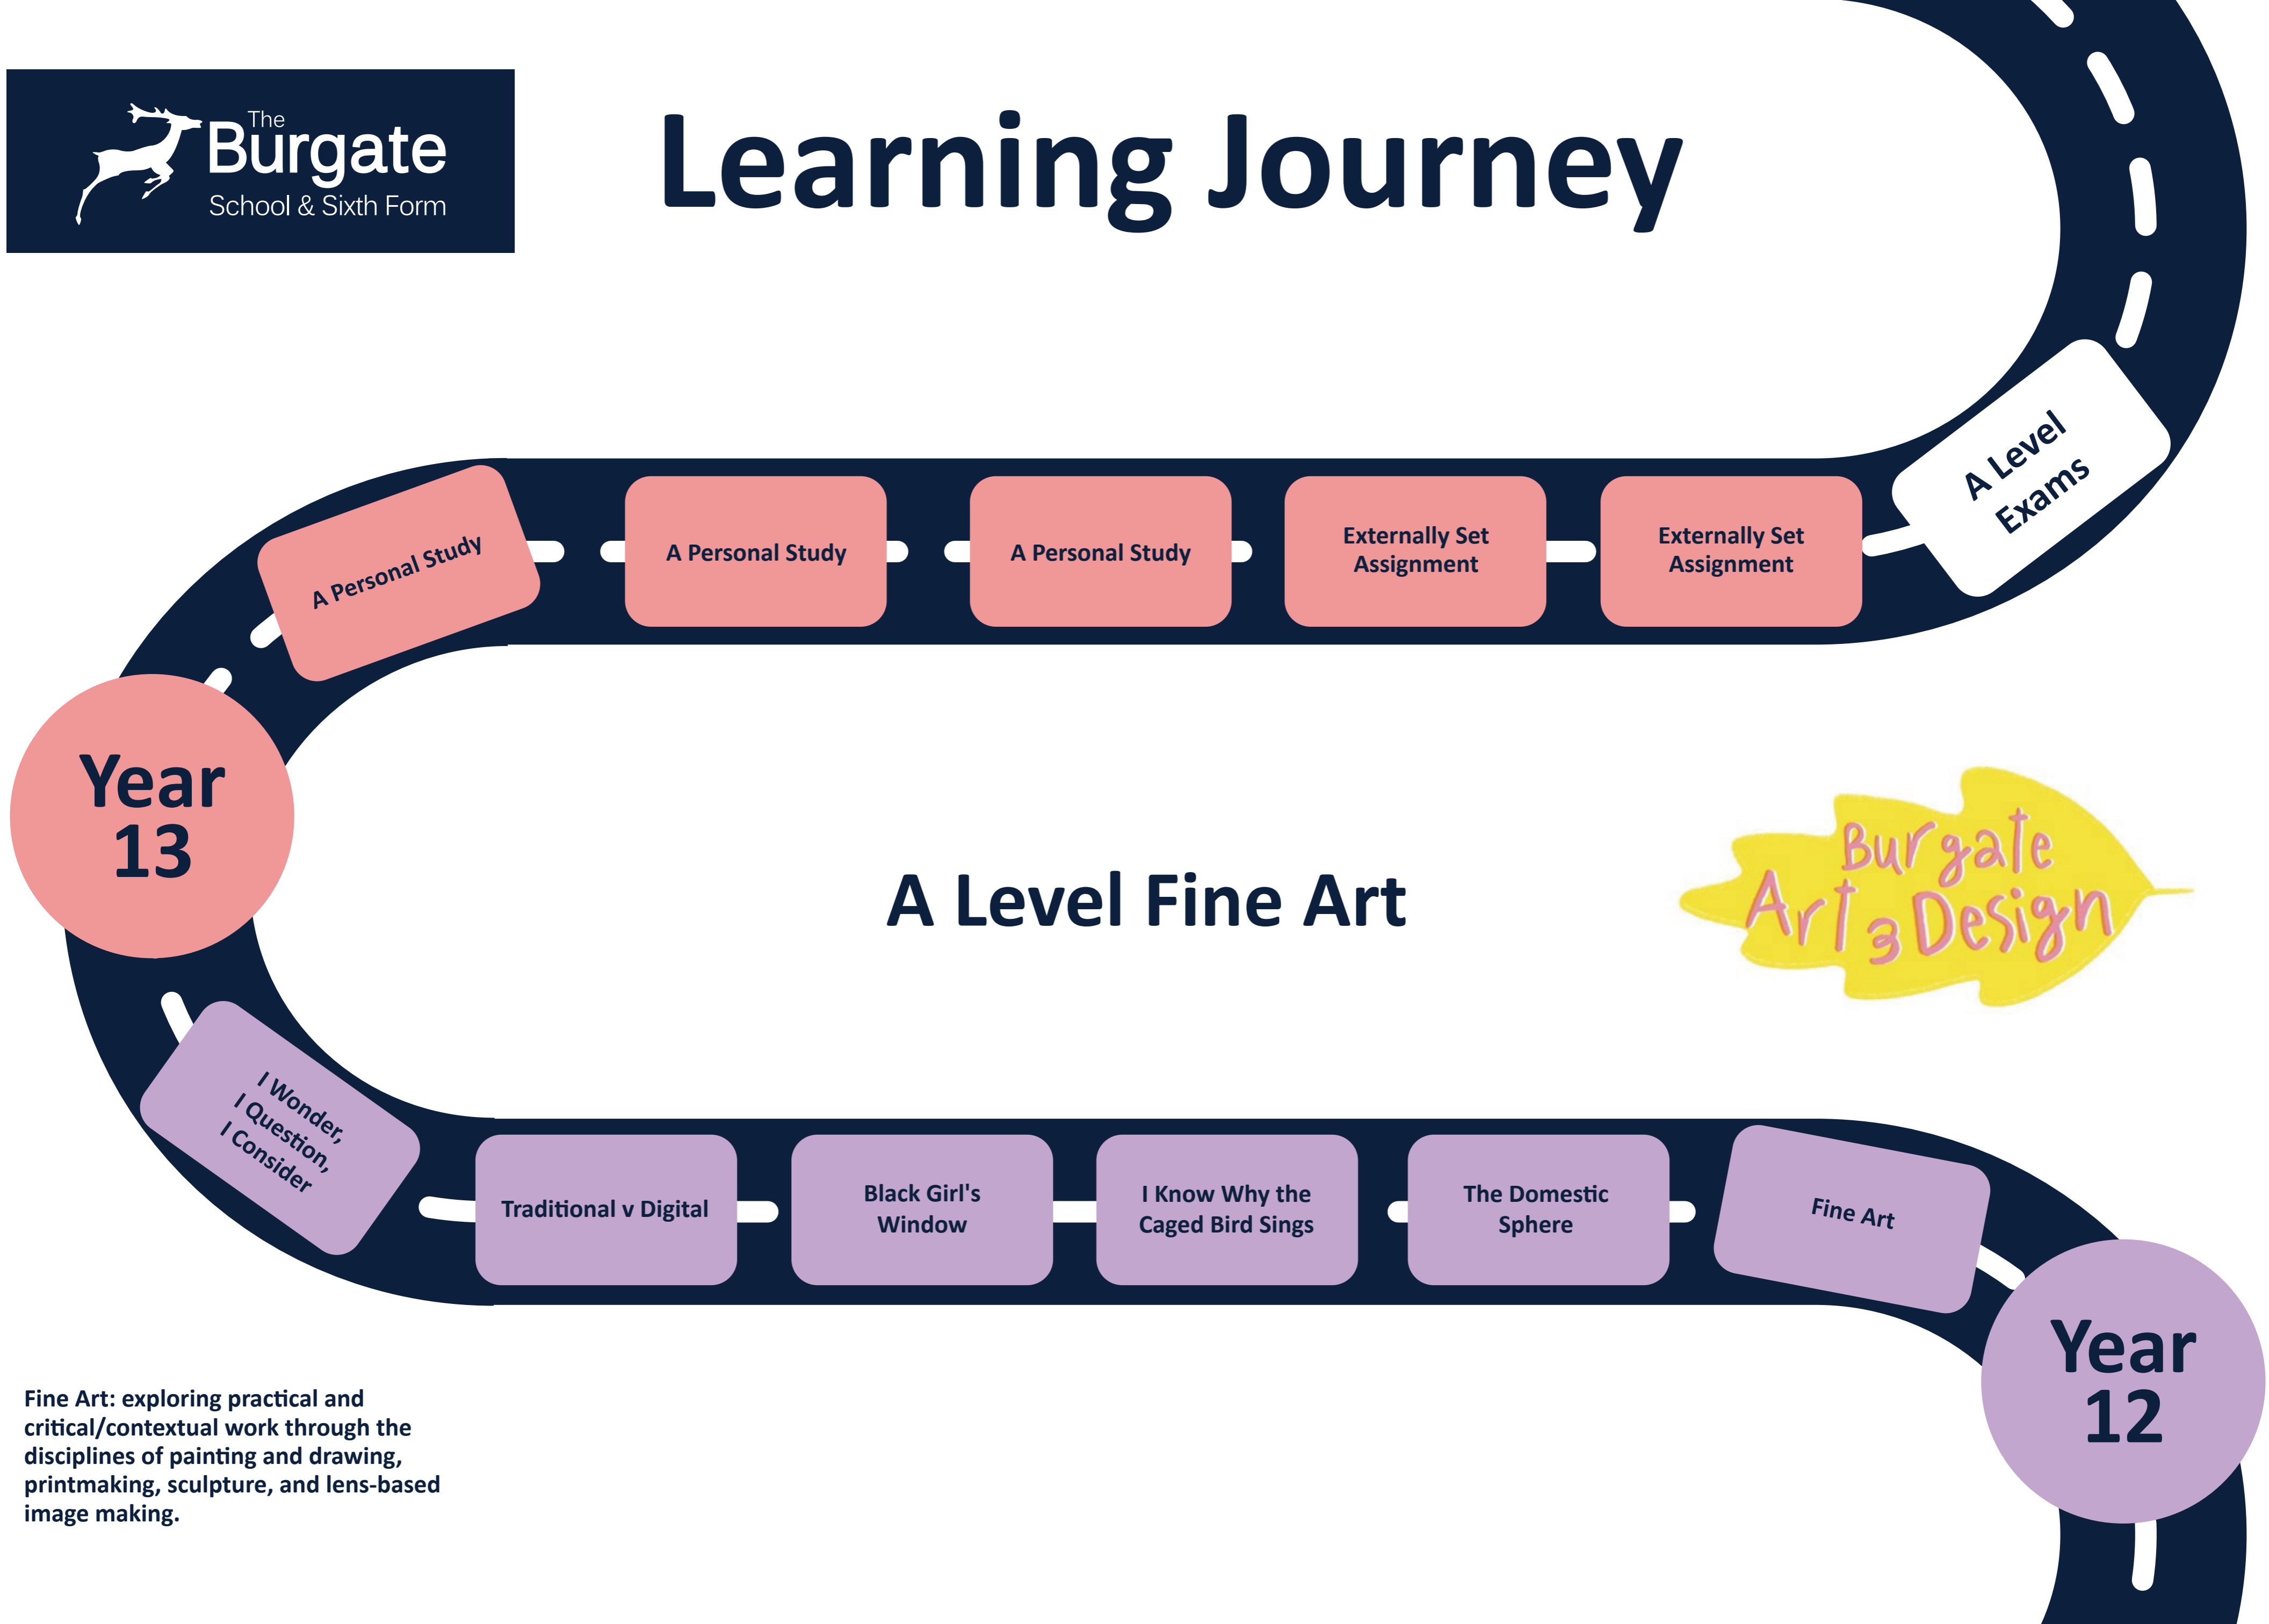 The
Burgate
School & Sixth Form
Learning Journey
A Level
Exams
A Personal Study
A Personal Study
A Personal Study
Externally Set
Assignment
Externally Set
Assignment
Year
13
A Level Fine Art
Burgate
Art & Design
I Wonder,
I Question,
I Consider
Traditional v Digital
Black Girl's
Window
I Know Why the
Caged Bird Sings
The Domestic
Sphere
Fine Art
Year
12
Fine Art: exploring practical and
critical/contextual work through the
disciplines of painting and drawing,
printmaking, sculpture, and lens-based
image making.